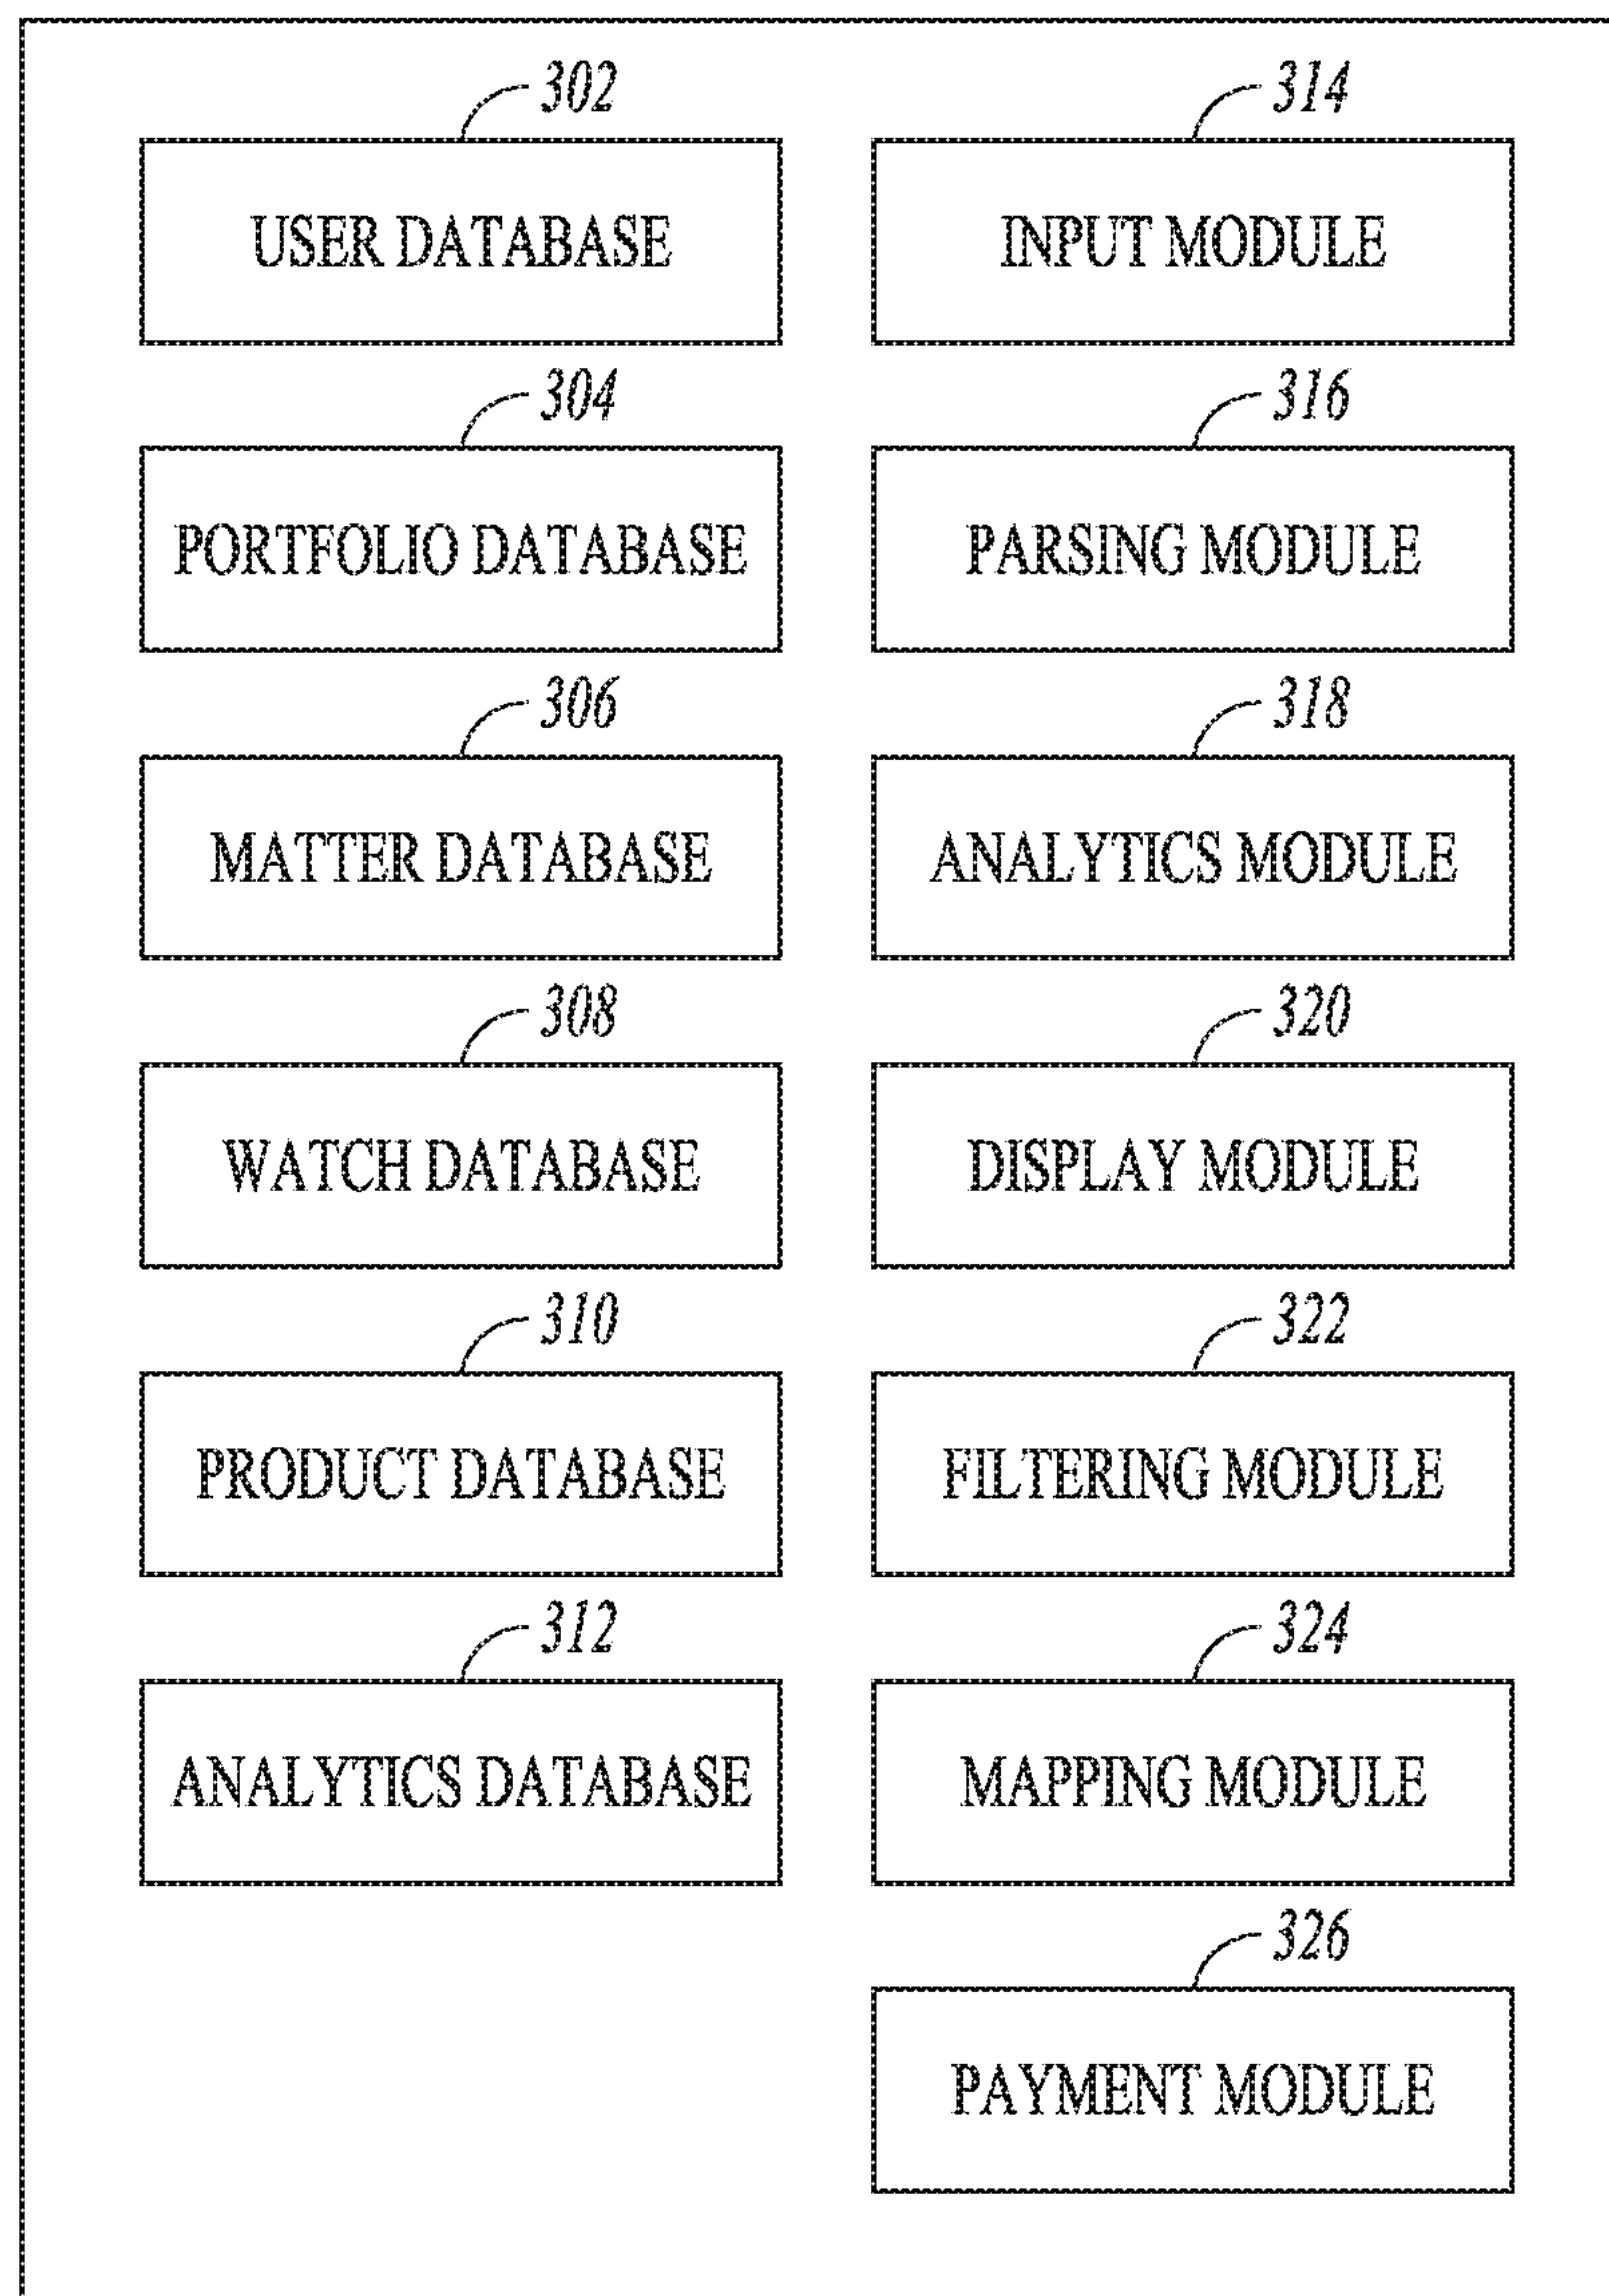 302
USER DATABASE
304
PORTFOLIO DATABASE
306
MATTER DATABASE
308
WATCH DATABASE
310
PRODUCT DATABASE
312
ANALYTICS DATABASE
314
INPUT MODULE
316
PARSING MODULE
318
ANALYTICS MODULE
320
DISPLAY MODULE
322
FILTERING MODULE
324
MAPPING MODULE
326
PAYMENT MODULE